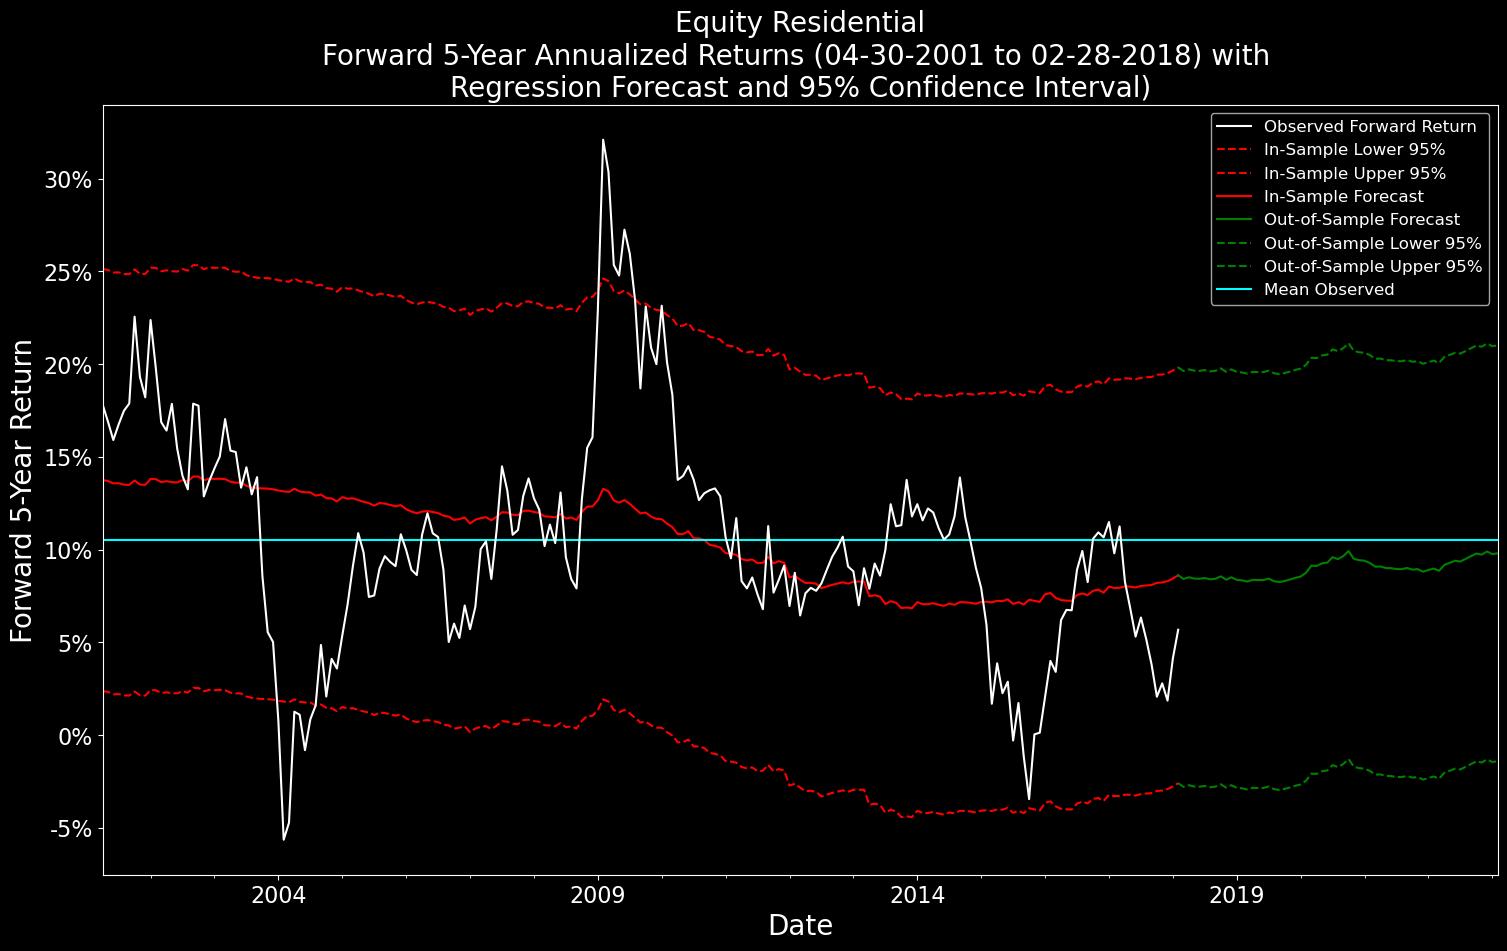 Equity Residential
Forward 5-Year Annualized Returns (04-30-2001 to 02-28-2018) with
Regression Forecast and 95% Confidence Interval)
Observed Forward Return
In-Sample Lower 95%
In-Sample Upper 95%
In-Sample Forecast
Out-of-Sample Forecast
Out-of-Sample Lower 95%
Out-of-Sample Upper 95%
Mean Observed
Forward 5-Year Return
30%
25%
20%
15%
10%
5%
0%
-5%
2004
2009
2014
2019
Date